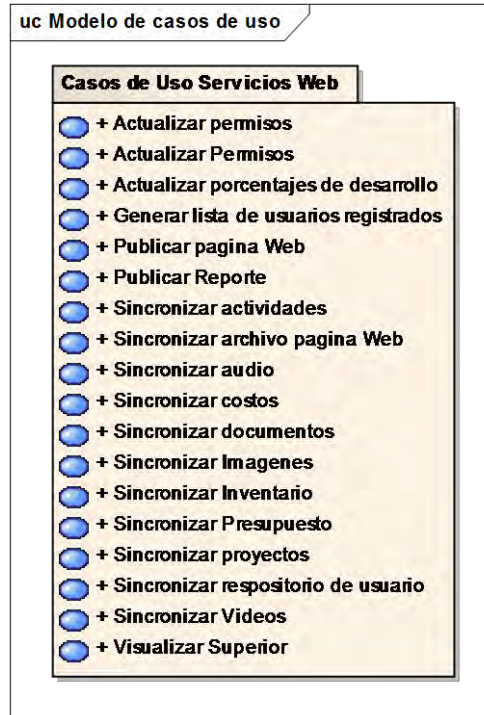 uc Modelo de casos de uso
Casos de Uso Servicios Web
+ Actualizar permisos
+ Actualizar Permisos
+ Actualizar porcentajes de desarrollo
+ Generar lista de usuarios registrados
+ Publicar pagina Web
+ Publicar Reporte
+ Sincronizar actividades
+ Sincronizar archivo pagina Web
+ Sincronizar audio
+ Sincronizar costos
+ Sincronizar documentos
+ Sincronizar Imagenes
+ Sincronizar Inventario
+ Sincronizar Presupuesto
+ Sincronizar proyectos
+ Sincronizar respositorio de usuario
+ Sincronizar Videos
+ Visualizar Superior